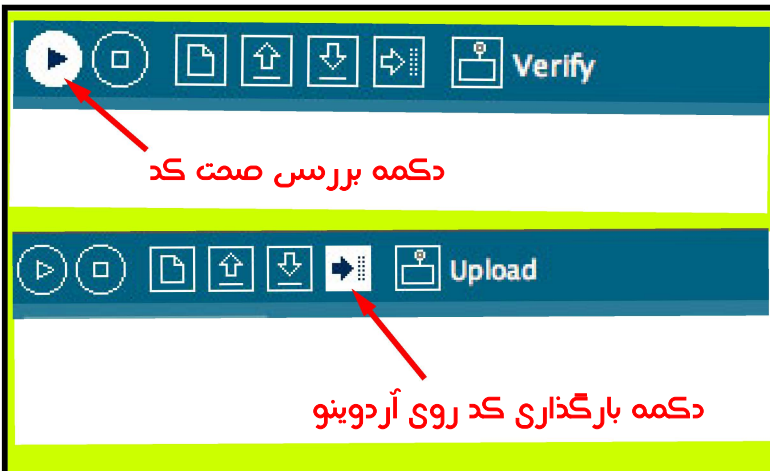 Verify
دکمه بررسی صحت کد
Upload
دکمه بارگذاری کد روی آردوینو